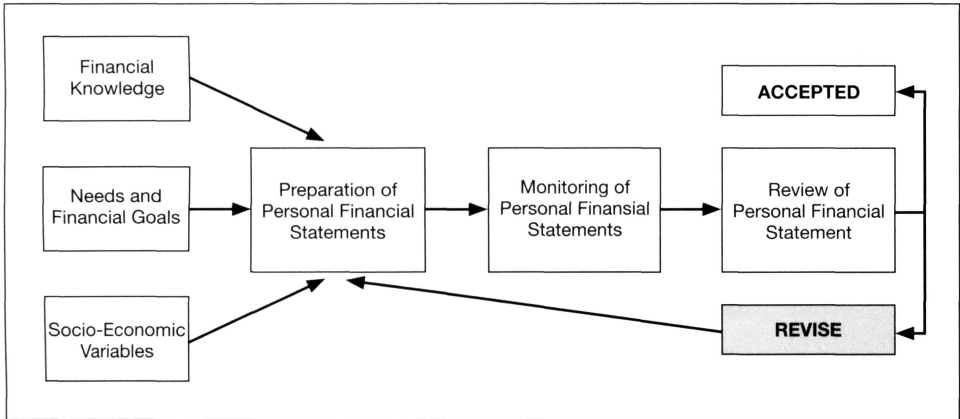 Financial
Knowledge
Needs and
Financial Goals
Socio-Economic
Variables
Preparation of
Personal Financial
Statements
Monitoring of
Personal Finansial
Statements
Review of
Personal Financial
Statement
ACCEPTED
REVISE